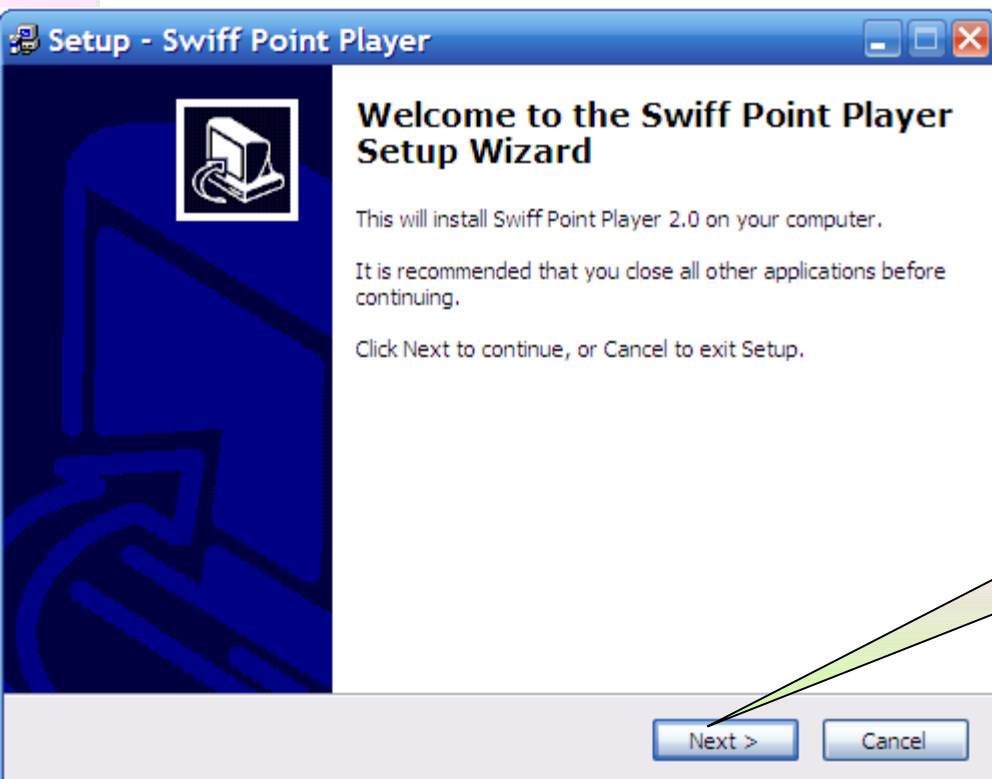 Setup - Swiff Point Player
Welcome to the Swiff Point Player
Setup Wizard
This will install Swiff Point Player 2.0 on your computer.
It is recommended that you close all other applications before
continuing.
Click Next to continue, or Cancel to exit Setup.
Next >
Cancel